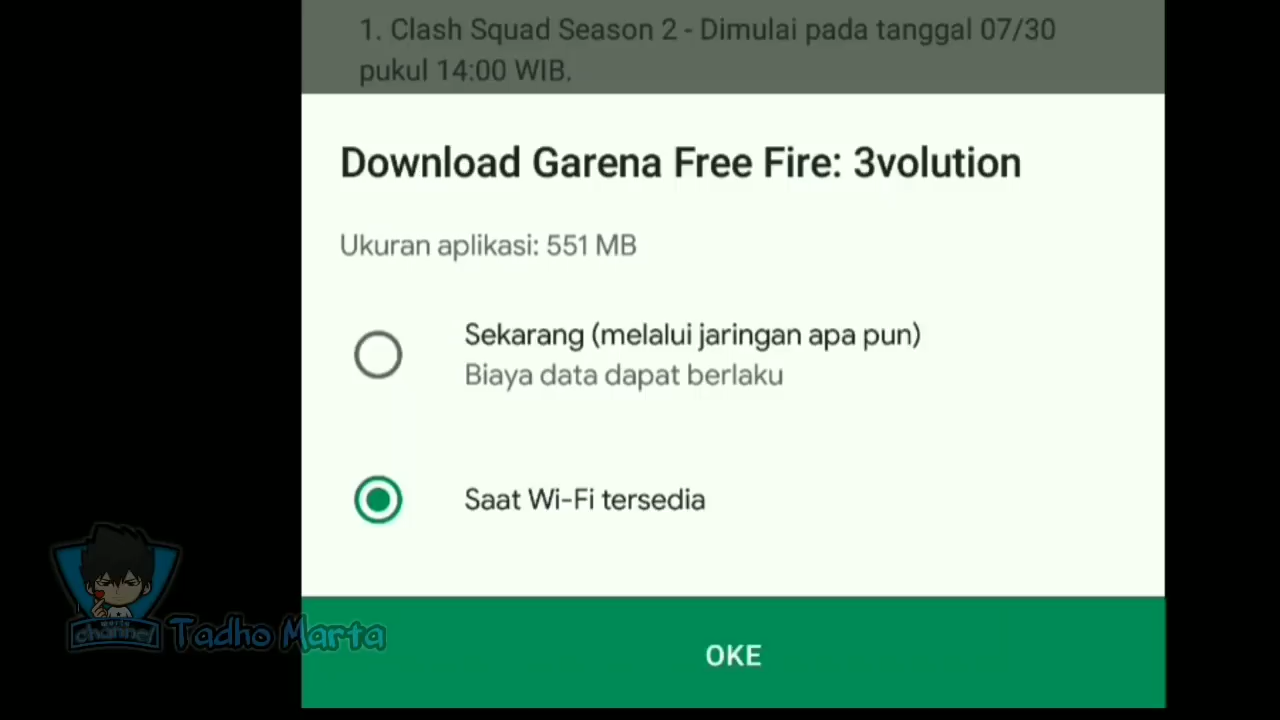 1. Clash Squad Season 2 - Dimulai pada tanggal 07/30
pukul 14:00 WIB.
Download Garena Free Fire: 3volution
Ukuran aplikasi: 551 MB
Sekarang (melalui jaringan apa pun)
Biaya data dapat berlaku
Saat Wi-Fi tersedia
marta
channel
Tadho Marta
OKE